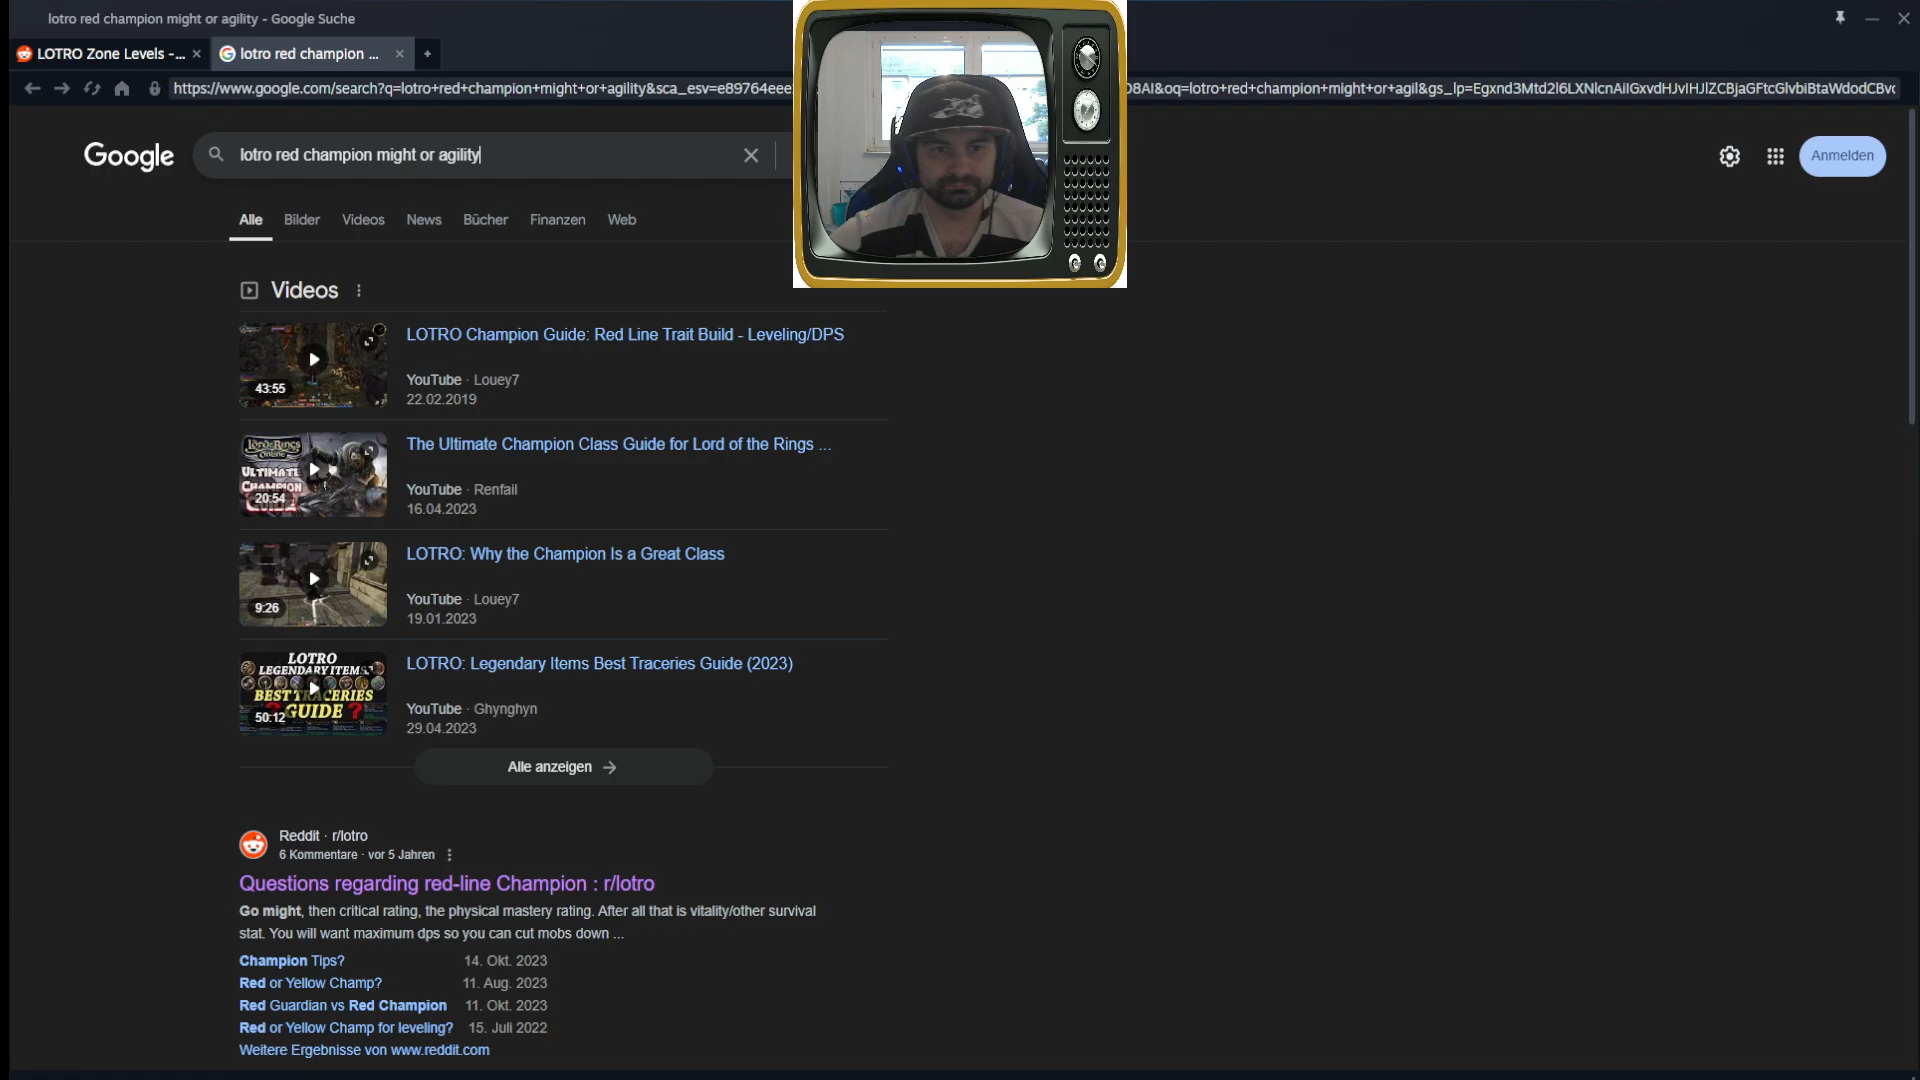 lotro red champion might or agility - Google Suche
LOTRO Zone Levels -...
lotro red champion ...
https://www.google.com/search?q=lotro+red+champion+might+or+agility&sca_esv=e89764eee
Google
lotro red champion might or agility
Anmelden
Alle Bilder Videos News Bücher Finanzen Web
Videos
LOTRO Champion Guide: Red Line Trait Build - Leveling/DPS
YouTube · Louey7
22.02.2019
43:55
The Ultimate Champion Class Guide for Lord of the Rings ...
YouTube · Renfail
16.04.2023
ULTIMATE
CHAMPION
20:54
LOTRO: Why the Champion Is a Great Class
YouTube · Louey7
19.01.2023
9:26
LOTRO: Legendary Items Best Traceries Guide (2023)
YouTube · Ghynghyn
29.04.2023
LOTRO
LEGENDARY ITEMS
BEST TRACERIES
GUIDE ?
50:12
Alle anzeigen
Reddit · r/lotro
6 Kommentare · vor 5 Jahren
Questions regarding red-line Champion : r/lotro
Go might, then critical rating, the physical mastery rating. After all that is vitality/other survival
stat. You will want maximum dps so you can cut mobs down ...
Champion Tips? 14. Okt. 2023
Red or Yellow Champ? 11. Aug. 2023
Red Guardian vs Red Champion 11. Okt. 2023
Red or Yellow Champ for leveling? 15. Juli 2022
Weitere Ergebnisse von www.reddit.com